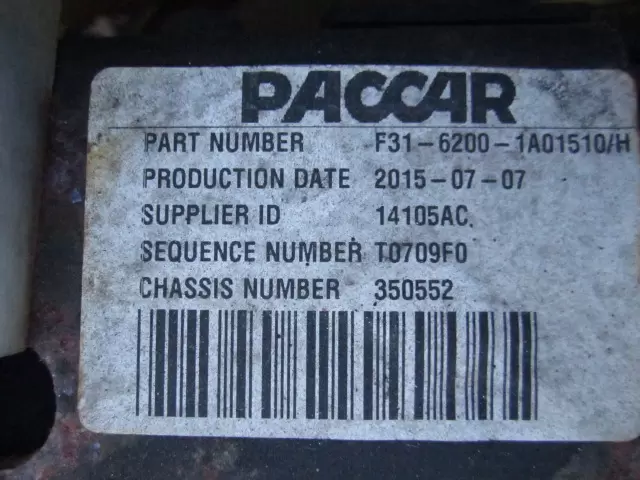 PACCAR
PART NUMBER F31-6200-1A01510/H
PRODUCTION DATE 2015-07-07
SUPPLIER ID 14105AC
SEQUENCE NUMBER T0709F0
CHASSIS NUMBER 350552